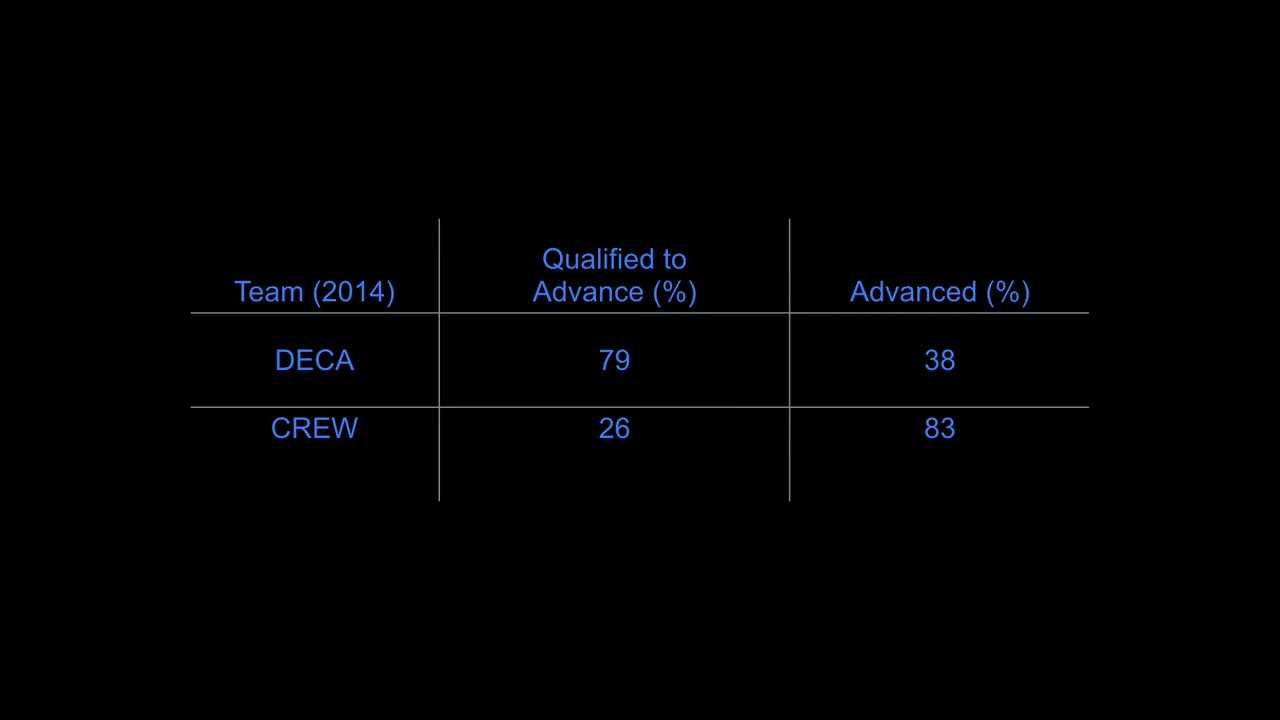 Team (2014)
Qualified to
Advance (%)
Advanced (%)
DECA
79
38
CREW
26
83